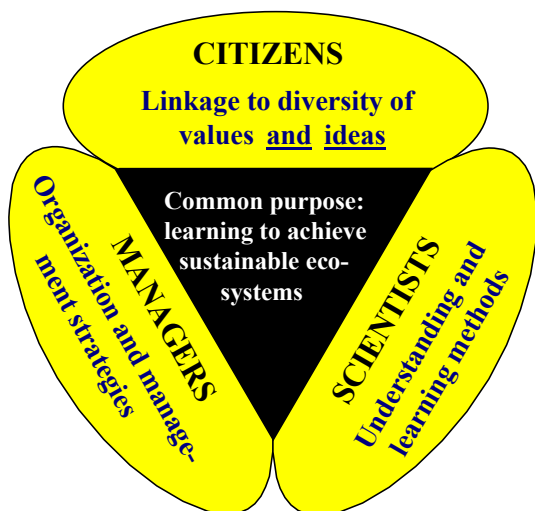 CITIZENS
Linkage to diversity of
values and ideas
Common purpose:
learning to achieve
sustainable eco-
systems
MANAGERS
Organization and manage-
ment strategies
SCIENTISTS
Understanding and
learning methods